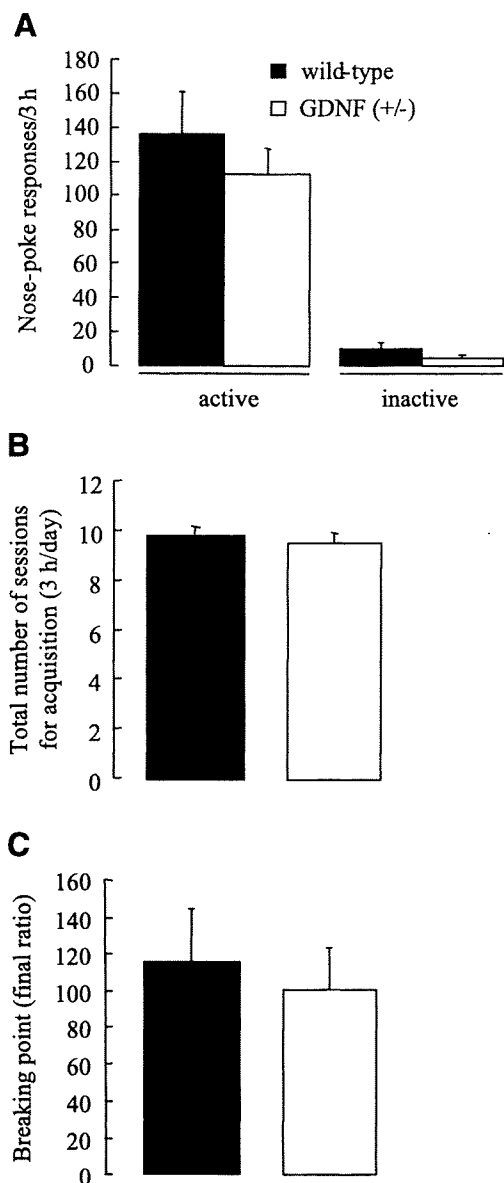 A
Nose-poke responses/3 h
180
160
140
120
100
80
60
40
20
0
wild-type
GDNF (+/-)
active
inactive
B
Total number of sessions
for acquisition (3 h/day)
12
10
8
6
4
2
0
C
Breaking point (final ratio)
160
140
120
100
80
60
40
20
0